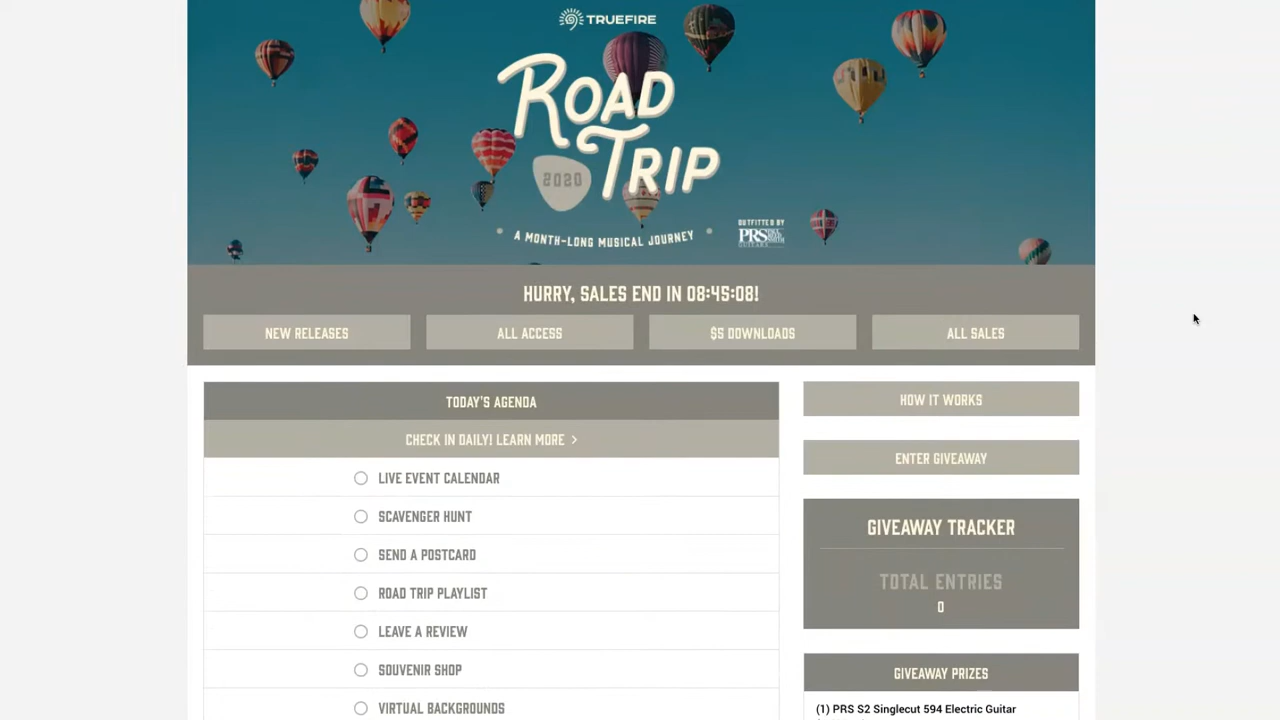 TRUEFIRE
ROAD
TRIP
2020
A MONTH-LONG MUSICAL JOURNEY
OUTFITTED BY
PRS
HURRY, SALES END IN 08:45:08!
NEW RELEASES
ALL ACCESS
$5 DOWNLOADS
ALL SALES
TODAY'S AGENDA
CHECK IN DAILY! LEARN MORE >
LIVE EVENT CALENDAR
SCAVENGER HUNT
SEND A POSTCARD
ROAD TRIP PLAYLIST
LEAVE A REVIEW
SOUVENIR SHOP
VIRTUAL BACKGROUNDS
HOW IT WORKS
ENTER GIVEAWAY
GIVEAWAY TRACKER
TOTAL ENTRIES
0
GIVEAWAY PRIZES
(1) PRS S2 Singlecut 594 Electric Guitar